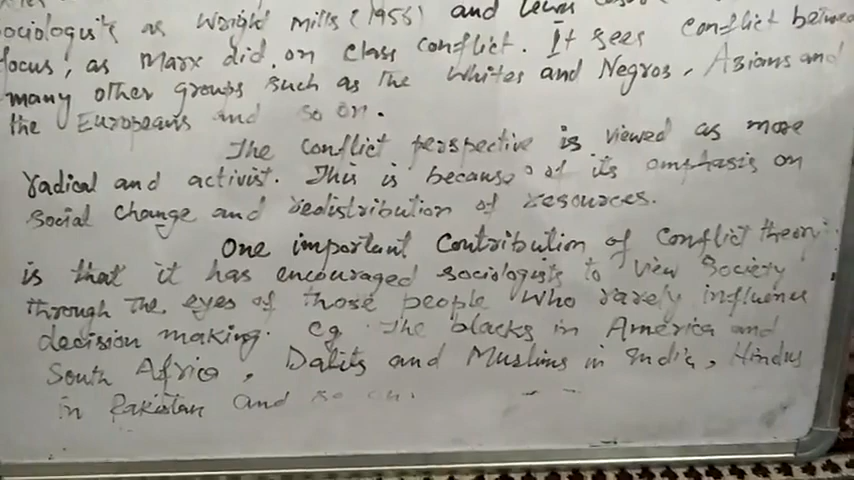 ociologists as Wright Mills (1956) and Lewis
focus, as Marx did, on class conflict. It sees conflict between
many other groups such as the Whites and Negros, Asians and
the Europeans and so on.
The conflict perspective is viewed as more
radical and activist. This is because of its emphasis on
social change and redistribution of resources.
One important contribution of conflict theory
is that it has encouraged sociologists to view society
through the eyes of those people who rarely influence
decision making. eg. The blacks in America and
South Africa, Dalits and Muslims in India, Hindus
in Pakistan and so on.